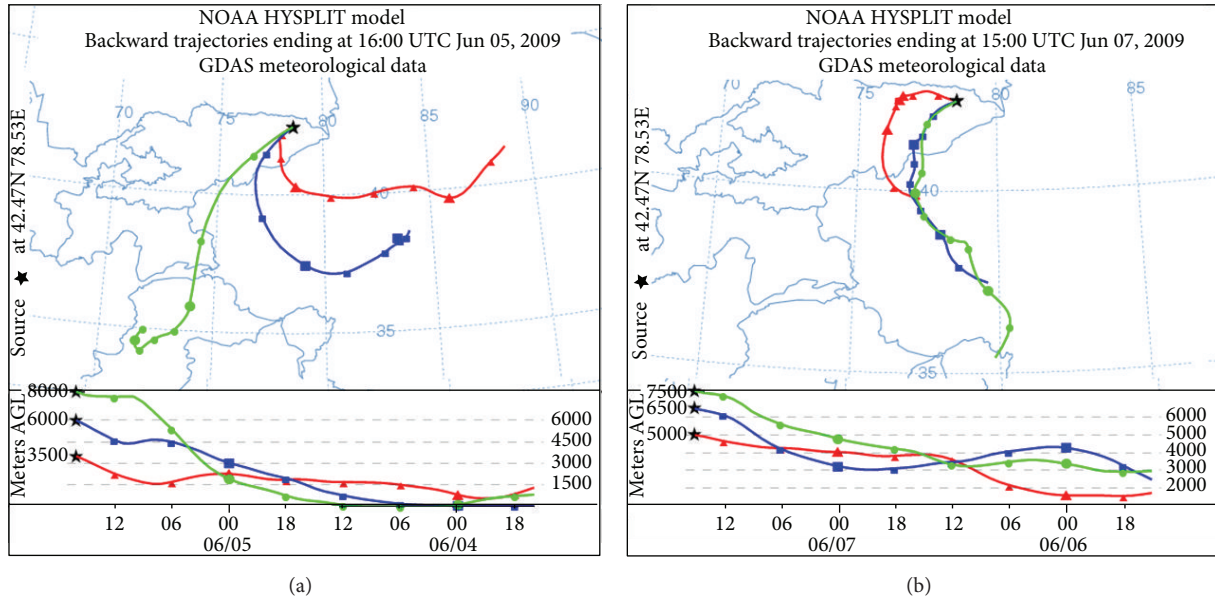 NOAA HYSPLIT model
Backward trajectories ending at 16:00 UTC Jun 05, 2009
GDAS meteorological data
Source ★ at 42.47N 78.53E
70
75
80
85
90
40
35
Meters AGL
8000
6000
3500
6000
4500
3000
1500
12 06 00 18 12 06 00 18
06/05 06/04
(a)
NOAA HYSPLIT model
Backward trajectories ending at 15:00 UTC Jun 07, 2009
GDAS meteorological data
Source ★ at 42.47N 78.53E
70
75
80
85
40
35
Meters AGL
7500
6500
5000
6000
5000
4000
3000
2000
12 06 00 18 12 06 00 18
06/07 06/06
(b)